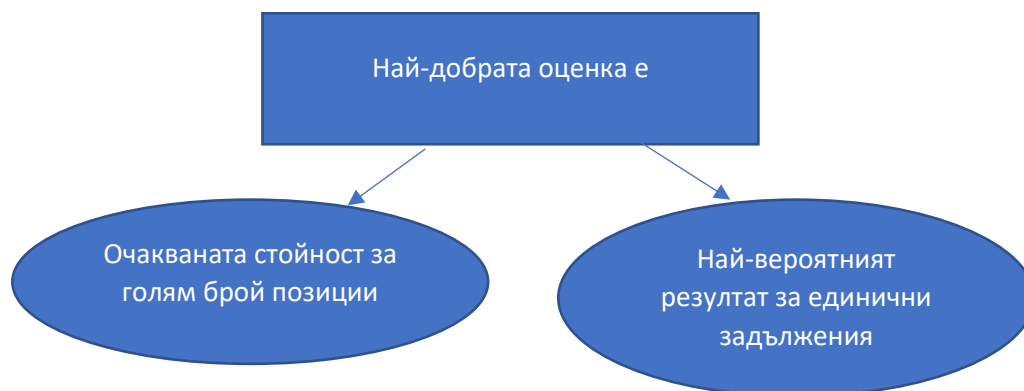 Най-добрата оценка е
Очакваната стойност за
голям брой позиции
Най-вероятният
резултат за единични
задължения